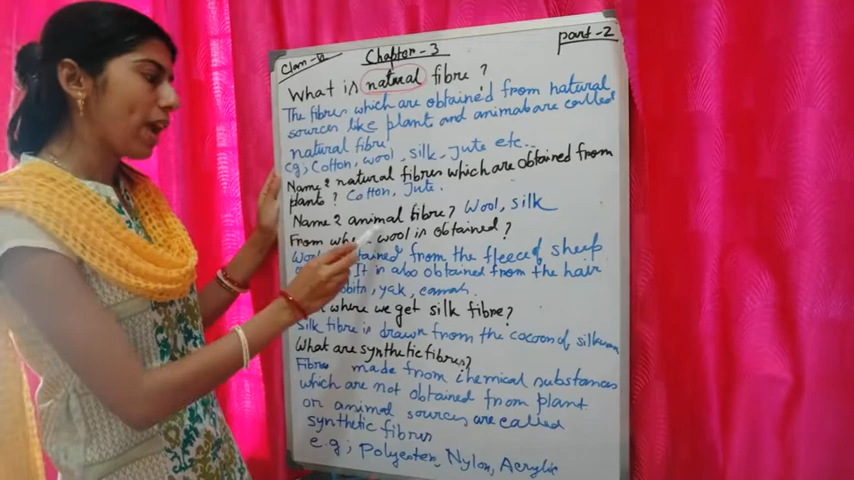 Class-6
Chapter-3
part-2
What is natural fibre?
The fibres which are obtained from natural
sources like plant and animal are called
natural fibre.
eg; Cotton, wool, silk, Jute etc.
Name 2 natural fibres which are obtained from
plants? Cotton, Jute.
Name 2 animal fibre? Wool, silk
From wool is obtained?
from the fleece of sheep
It is also obtained from the hair
yak,
where we get silk fibre?
Silk fibre is drawn from the cocoon of
What are synthetic fibres?
Fibres made from chemical substances
which are not obtained from plant
or animal sources are called
synthetic fibres
e.g; Polyester, Nylon, Acrylic